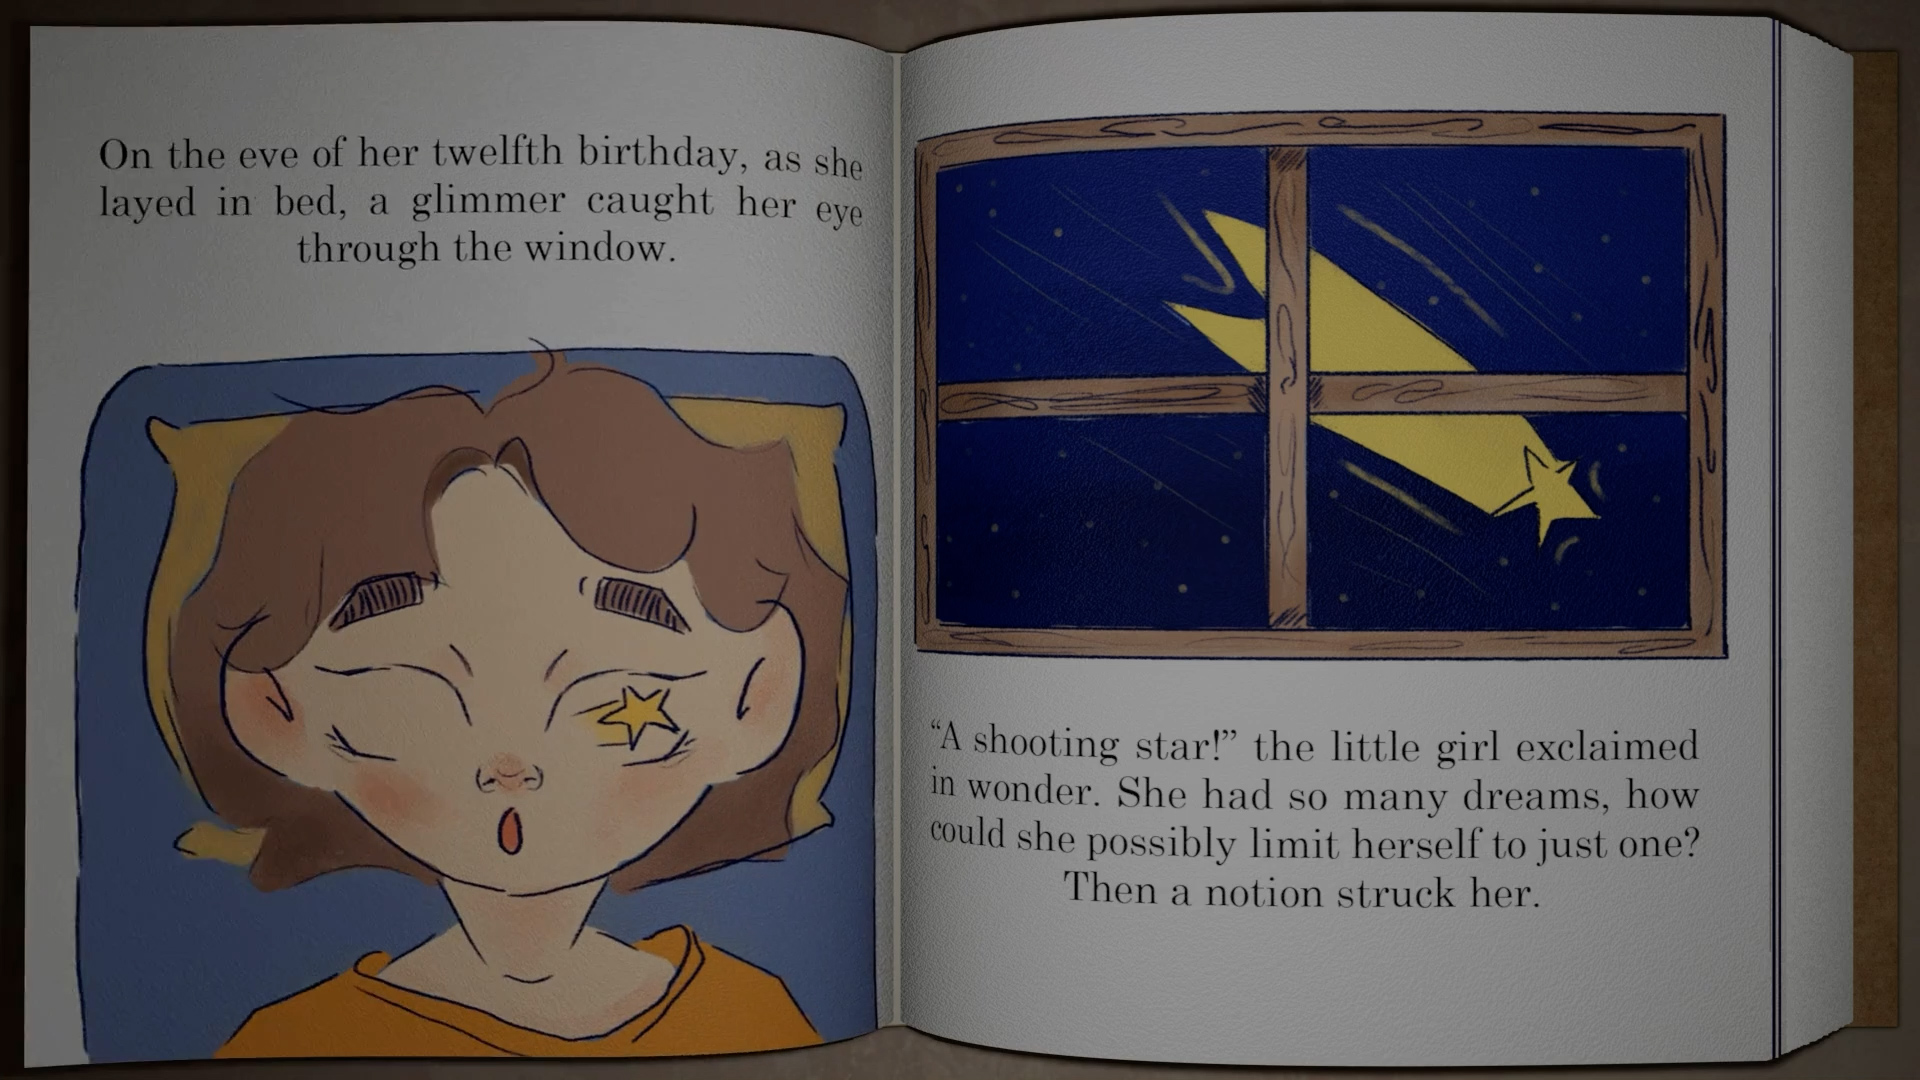 On the eve of her twelfth birthday, as she
layed in bed, a glimmer caught her eye
through the window.
“A shooting star!” the little girl exclaimed
in wonder. She had so many dreams, how
could she possibly limit herself to just one?
Then a notion struck her.